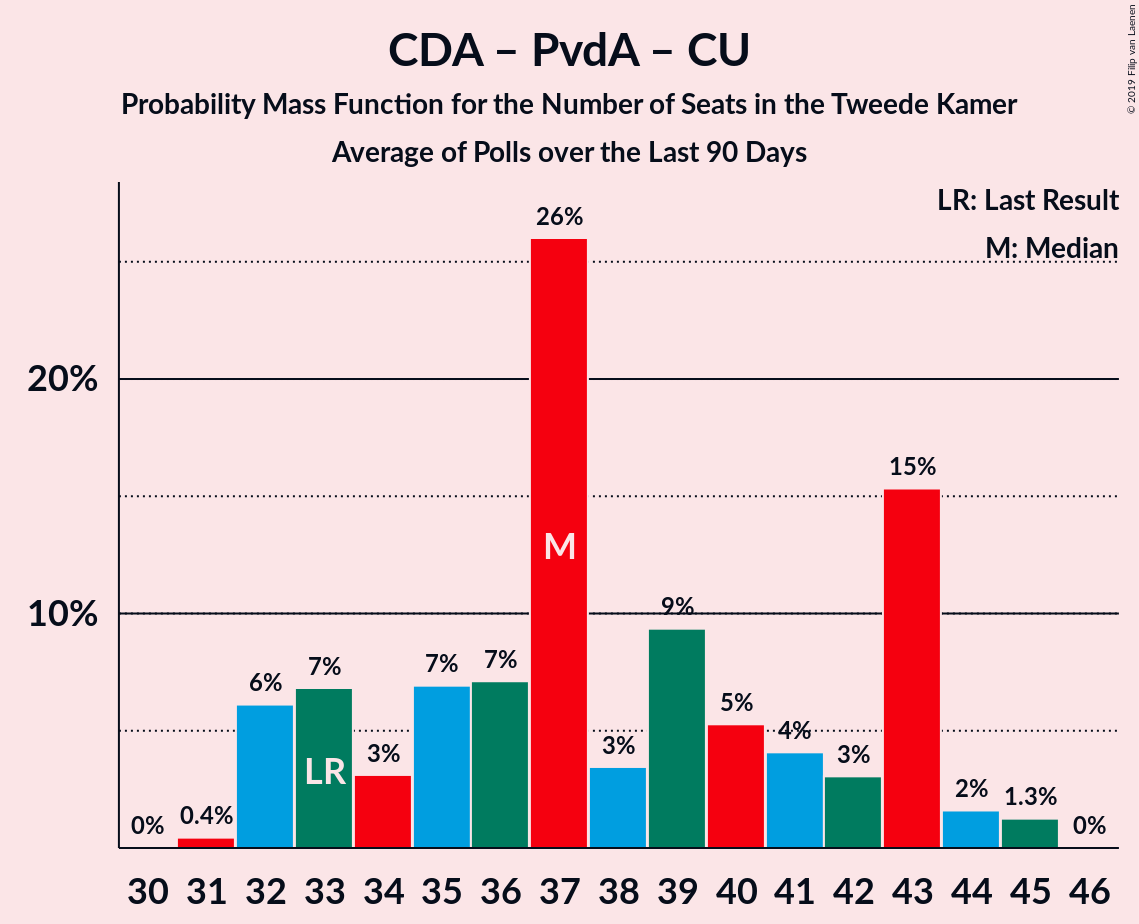 CDA – PvdA – CU
Probability Mass Function for the Number of Seats in the Tweede Kamer
Average of Polls over the Last 90 Days
© 2019 Filip van Laenen
LR: Last Result
M: Median
20%
10%
0%
0.4%
6%
7%
3%
7%
7%
26%
3%
9%
5%
4%
3%
15%
2%
1.3%
0%
LR
M
30 31 32 33 34 35 36 37 38 39 40 41 42 43 44 45 46